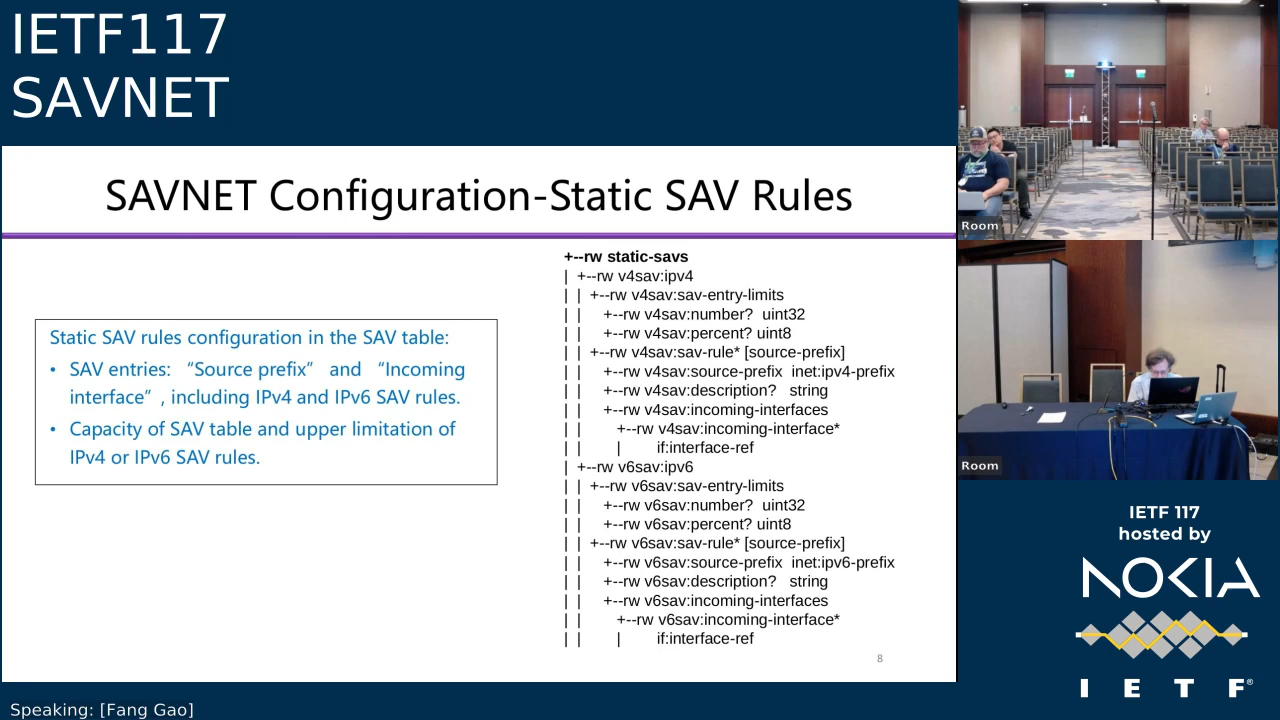 IETF117
SAVNET
SAVNET Configuration-Static SAV Rules
Static SAV rules configuration in the SAV table:
• SAV entries: “Source prefix” and “Incoming
interface”, including IPv4 and IPv6 SAV rules.
• Capacity of SAV table and upper limitation of
IPv4 or IPv6 SAV rules.
+--rw static-savs
| +--rw v4sav:ipv4
| | +--rw v4sav:sav-entry-limits
| | +--rw v4sav:number? uint32
| | +--rw v4sav:percent? uint8
| | +--rw v4sav:sav-rule* [source-prefix]
| | +--rw v4sav:source-prefix inet:ipv4-prefix
| | +--rw v4sav:description? string
| | +--rw v4sav:incoming-interfaces
| | +--rw v4sav:incoming-interface*
| | | if:interface-ref
| +--rw v6sav:ipv6
| | +--rw v6sav:sav-entry-limits
| | +--rw v6sav:number? uint32
| | +--rw v6sav:percent? uint8
| | +--rw v6sav:sav-rule* [source-prefix]
| | +--rw v6sav:source-prefix inet:ipv6-prefix
| | +--rw v6sav:description? string
| | +--rw v6sav:incoming-interfaces
| | +--rw v6sav:incoming-interface*
| | | if:interface-ref
8
Speaking: [Fang Gao]
Room
Room
IETF 117
hosted by
NOKIA
I E T F®